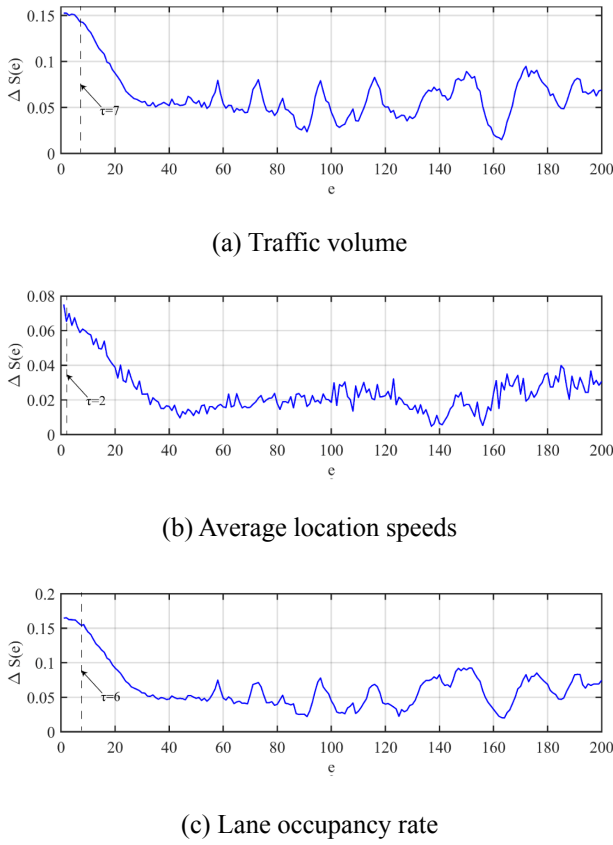 0.15
0.1
0.05
0
Δ S(e)
τ=7
0 20 40 60 80 100 120 140 160 180 200
e
(a) Traffic volume
0.08
0.06
0.04
0.02
0
Δ S(e)
τ=2
0 20 40 60 80 100 120 140 160 180 200
e
(b) Average location speeds
0.2
0.15
0.1
0.05
0
Δ S(e)
τ=6
0 20 40 60 80 100 120 140 160 180 200
e
(c) Lane occupancy rate